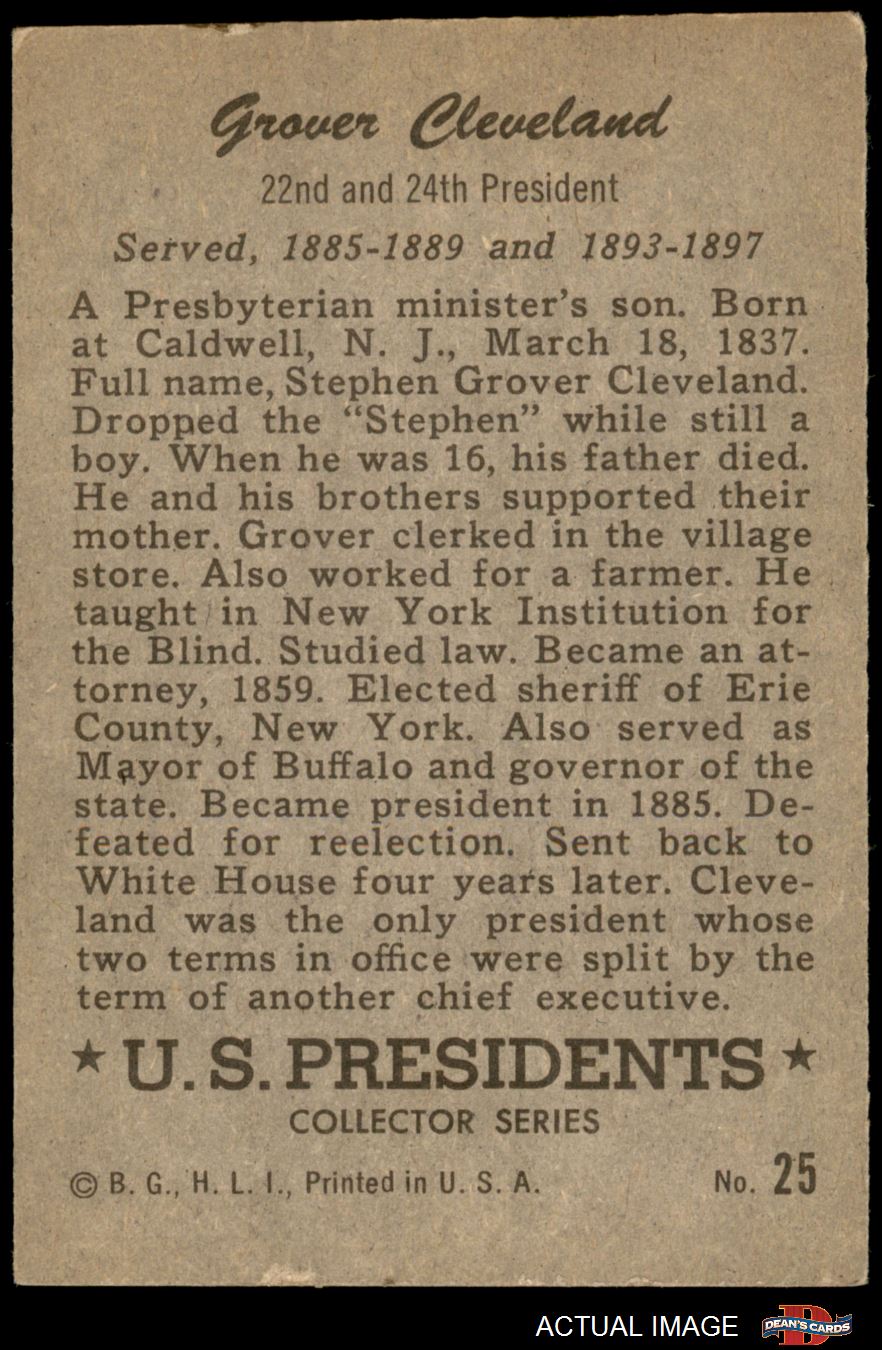 Grover Cleveland
22nd and 24th President
Served, 1885-1889 and 1893-1897
A Presbyterian minister's son. Born
at Caldwell, N. J., March 18, 1837.
Full name, Stephen Grover Cleveland.
Dropped the “Stephen” while still a
boy. When he was 16, his father died.
He and his brothers supported their
mother. Grover clerked in the village
store. Also worked for a farmer. He
taught in New York Institution for
the Blind. Studied law. Became an at-
torney, 1859. Elected sheriff of Erie
County, New York. Also served as
Mayor of Buffalo and governor of the
state. Became president in 1885. De-
feated for reelection. Sent back to
White House four years later. Cleve-
land was the only president whose
two terms in office were split by the
term of another chief executive.
★ U.S. PRESIDENTS ★
COLLECTOR SERIES
© B. G., H. L. I., Printed in U. S. A. No. 25
ACTUAL IMAGE D DEAN'S CARDS